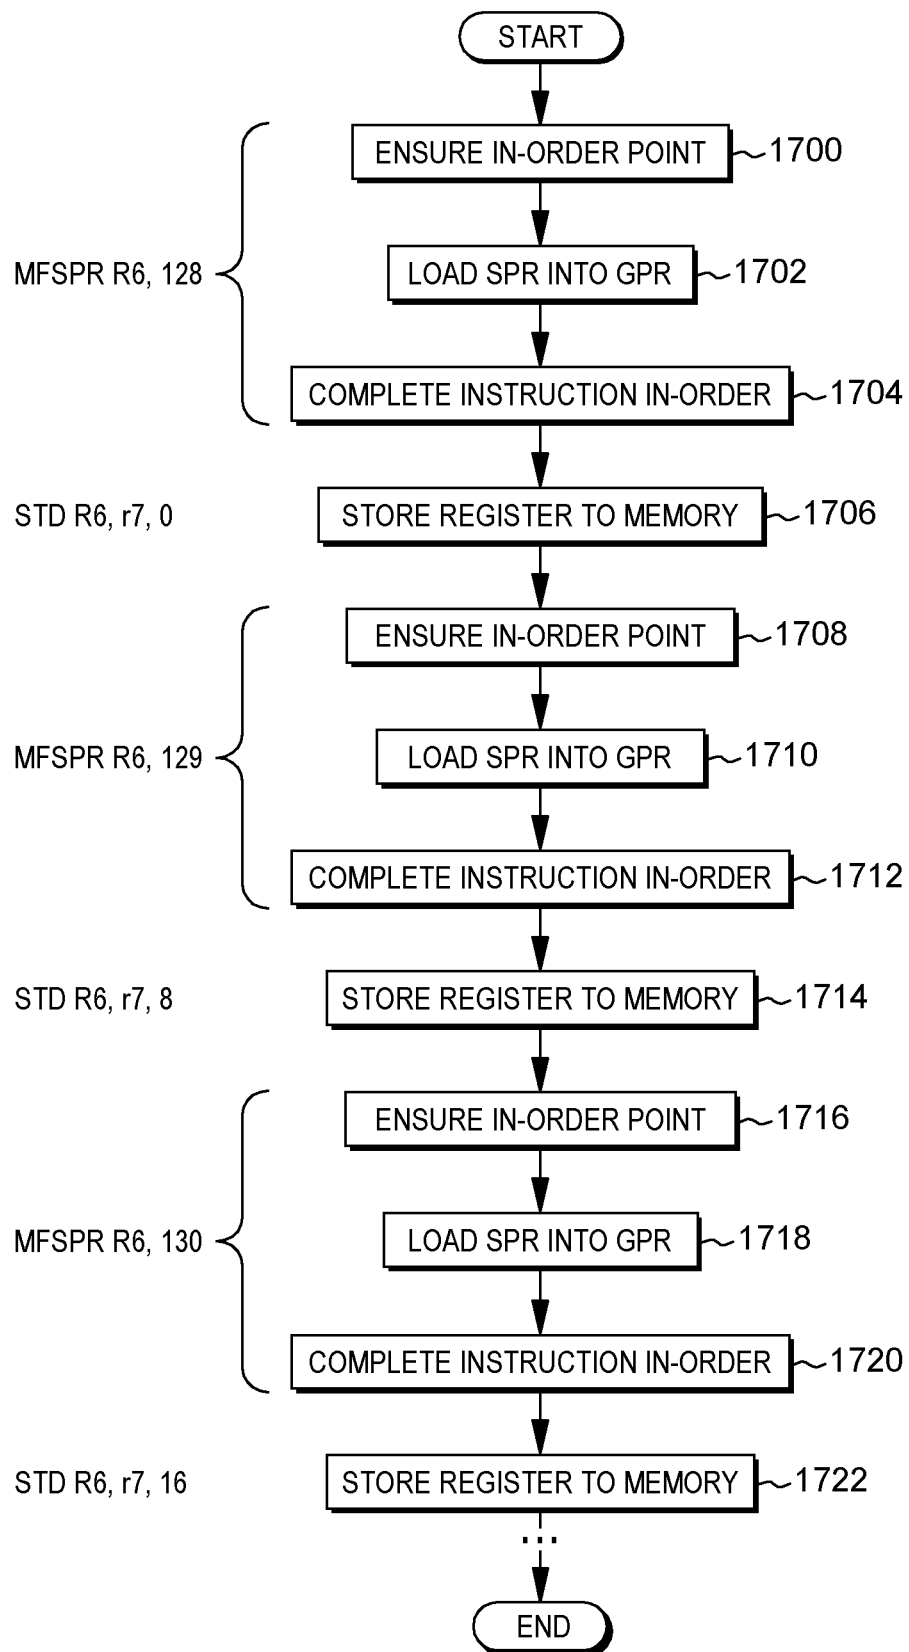 START
ENSURE IN-ORDER POINT 1700
MFSPR R6, 128 LOAD SPR INTO GPR 1702
COMPLETE INSTRUCTION IN-ORDER 1704
STD R6, r7, 0 STORE REGISTER TO MEMORY 1706
ENSURE IN-ORDER POINT 1708
MFSPR R6, 129 LOAD SPR INTO GPR 1710
COMPLETE INSTRUCTION IN-ORDER 1712
STD R6, r7, 8 STORE REGISTER TO MEMORY 1714
ENSURE IN-ORDER POINT 1716
MFSPR R6, 130 LOAD SPR INTO GPR 1718
COMPLETE INSTRUCTION IN-ORDER 1720
STD R6, r7, 16 STORE REGISTER TO MEMORY 1722
...
END